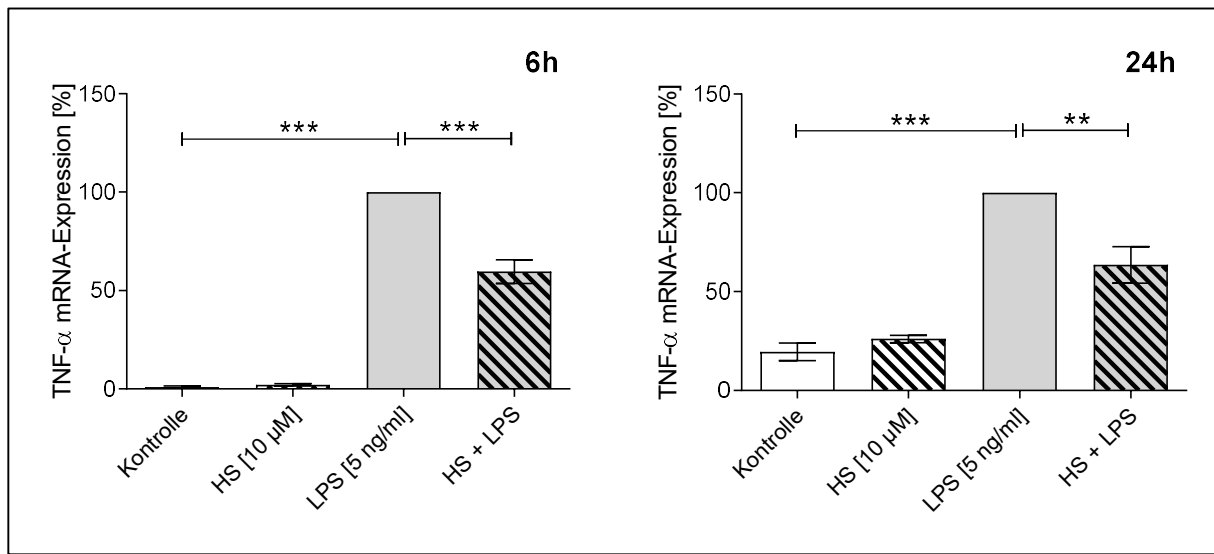 6h
TNF-α mRNA-Expression [%]
150
100
50
0
***
***
Kontrolle
HS [10 µM]
LPS [5 ng/ml]
HS + LPS
24h
TNF-α mRNA-Expression [%]
150
100
50
0
***
**
Kontrolle
HS [10 µM]
LPS [5 ng/ml]
HS + LPS